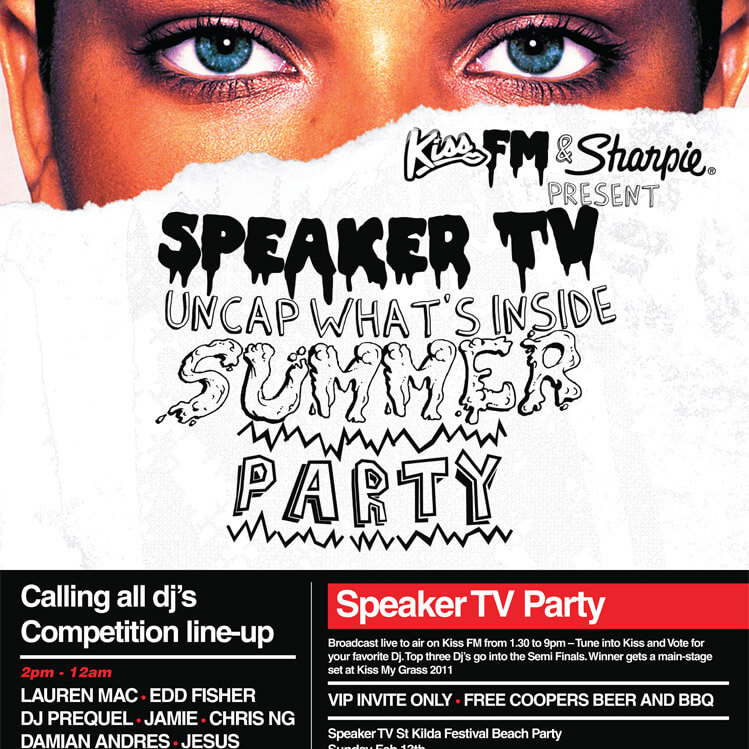 Kiss FM & Sharpie®
PRESENT
SPEAKER TV
UNCAP WHAT'S INSIDE
SUMMER
PARTY
Calling all dj's
Competition line-up
2pm - 12am
LAUREN MAC • EDD FISHER
DJ PREQUEL • JAMIE • CHRIS NG
DAMIAN ANDRES • JESUS
Speaker TV Party
Broadcast live to air on Kiss FM from 1.30 to 9pm – Tune into Kiss and Vote for
your favorite Dj. Top three Dj's go into the Semi Finals. Winner gets a main-stage
set at Kiss My Grass 2011
VIP INVITE ONLY • FREE COOPERS BEER AND BBQ
Speaker TV St Kilda Festival Beach Party
Sunday Feb 13th